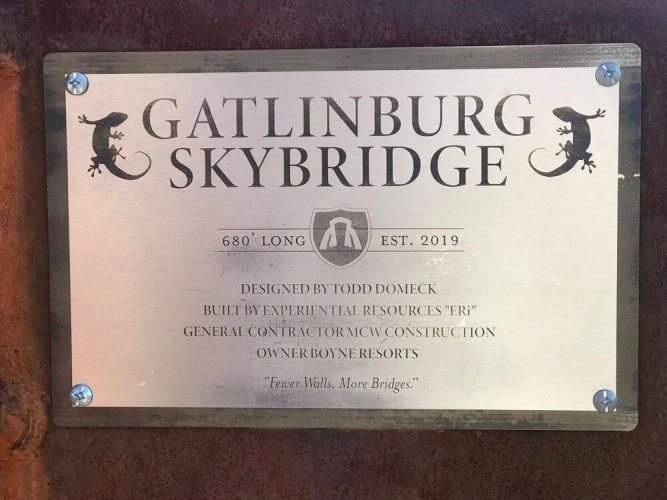 GATLINBURG
SKYBRIDGE
680' LONG EST. 2019
DESIGNED BY TODD DOMECK
BUILT BY EXPERIENTIAL RESOURCES "ERi"
GENERAL CONTRACTOR MCW CONSTRUCTION
OWNER BOYNE RESORTS
"Fewer Walls. More Bridges."